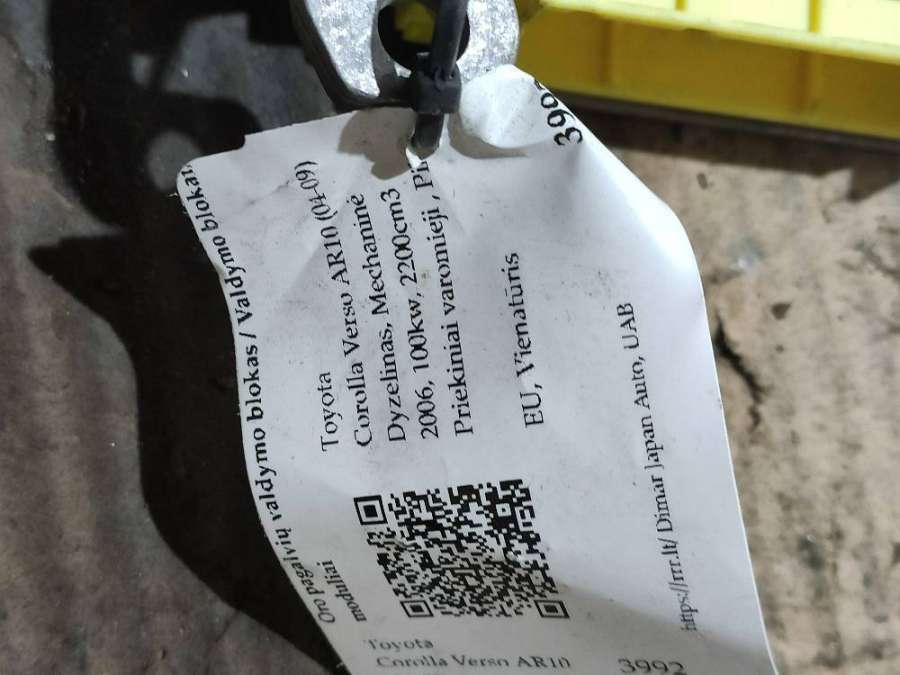 Oro pagalvių valdymo blokas / Valdymo blokai,
moduliai
Toyota
Corolla Verso AR10 (04-09)
Dyzelinas, Mechaninė
2006, 100kw, 2200cm3
Priekiniai varomieji,
EU, Vienatūris
https://rrr.lt/ Dimar Japan Auto, UAB
Toyota
Corolla Verso AR10
3992